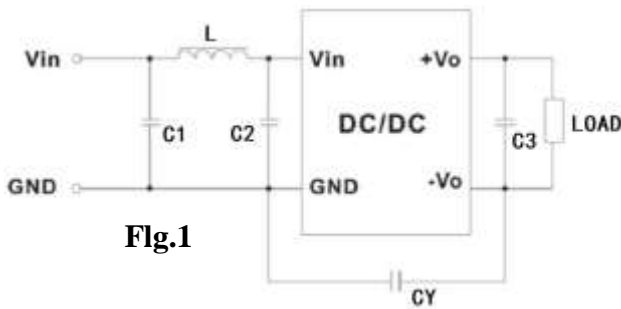 L
Vin
Vin
+Vo
C1
C2
DC/DC
C3
LOAD
GND
GND
-Vo
Flg.1
CY